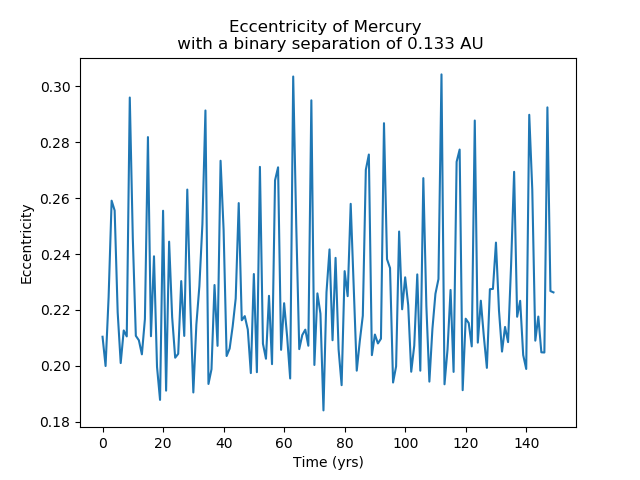 Eccentricity of Mercury
with a binary separation of 0.133 AU
0.30
0.28
0.26
0.24
0.22
0.20
0.18
Eccentricity
0 20 40 60 80 100 120 140
Time (yrs)